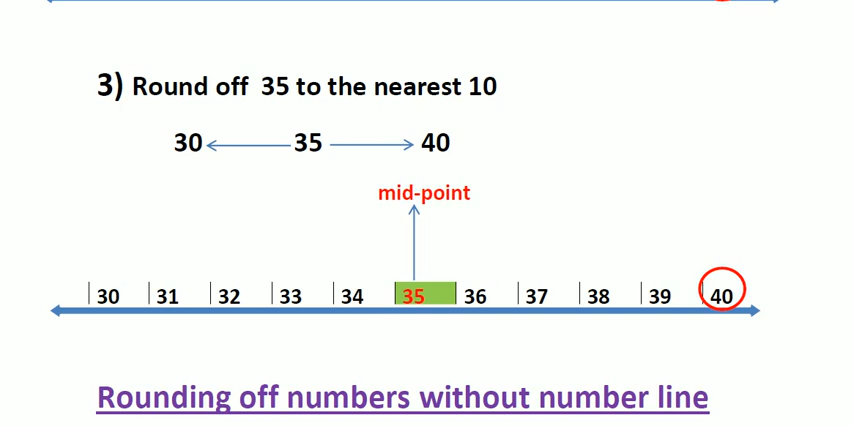 3) Round off 35 to the nearest 10
30 35 40
mid-point
30 31 32 33 34 35 36 37 38 39 40
Rounding off numbers without number line